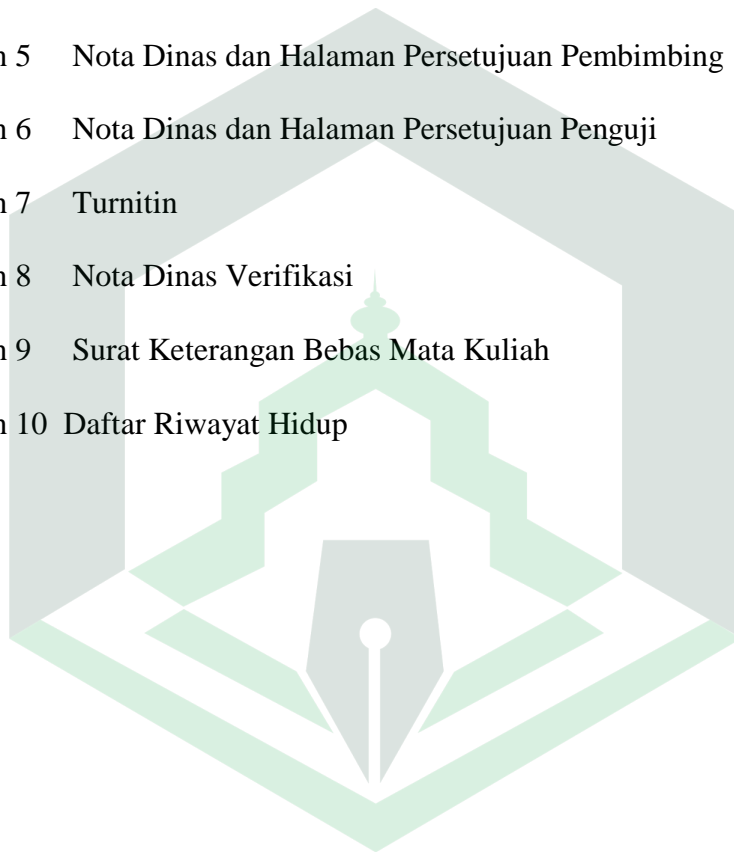 n 5 Nota Dinas dan Halaman Persetujuan Pembimbing
n 6 Nota Dinas dan Halaman Persetujuan Penguji
n 7 Turnitin
n 8 Nota Dinas Verifikasi
n 9 Surat Keterangan Bebas Mata Kuliah
n 10 Daftar Riwayat Hidup